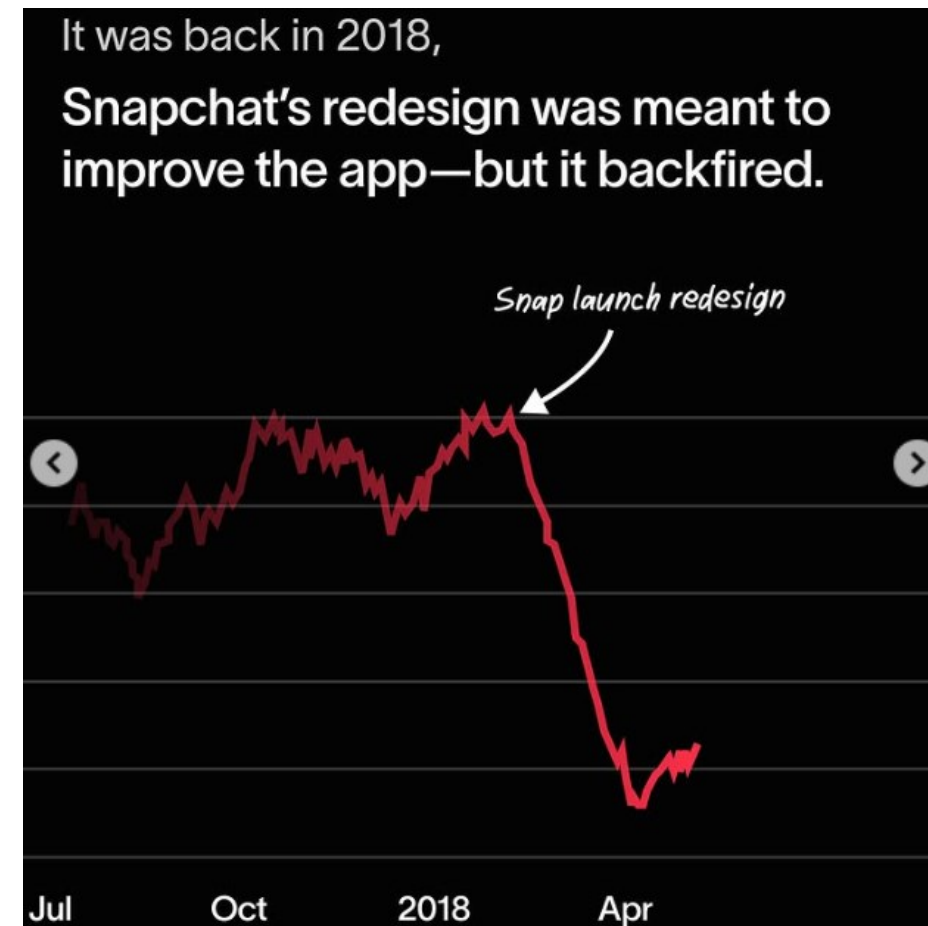 It was back in 2018,
Snapchat's redesign was meant to
improve the app—but it backfired.
Snap launch redesign
Jul Oct 2018 Apr